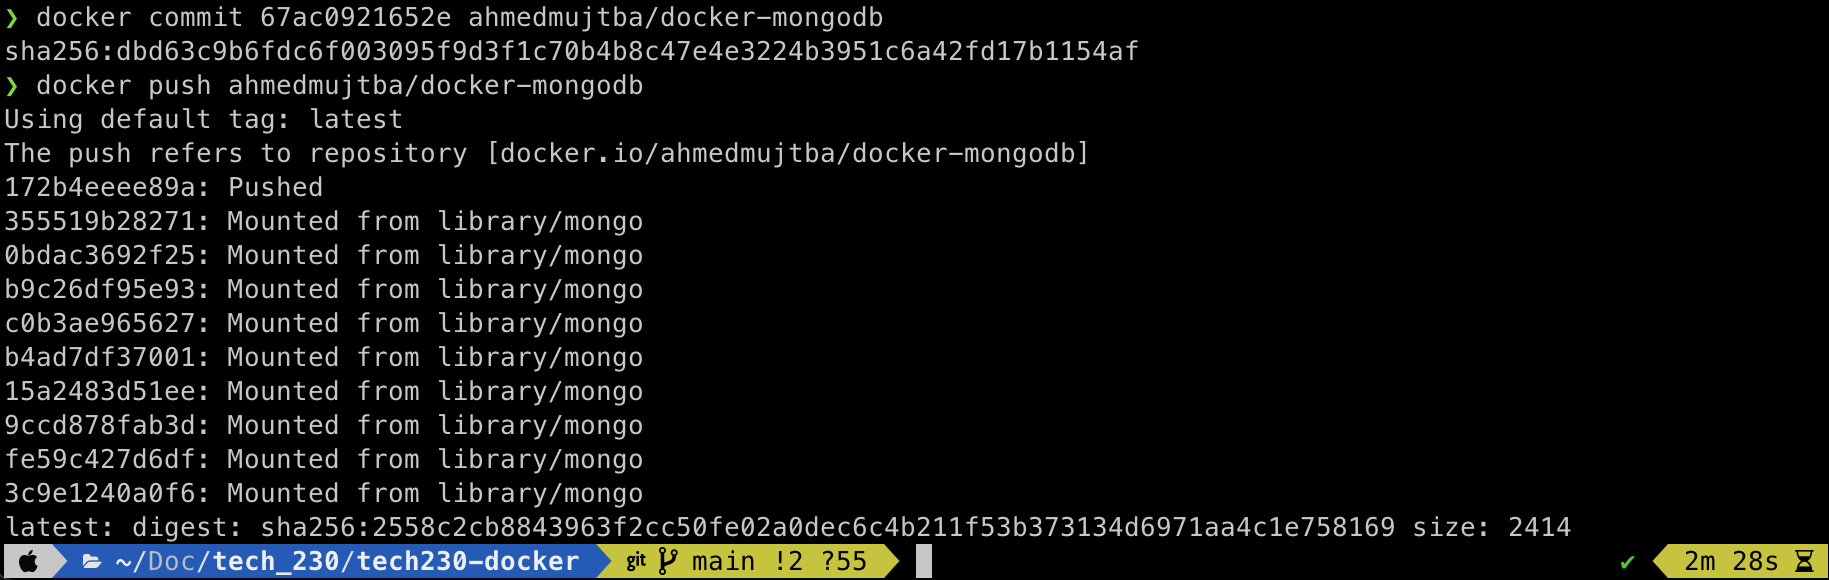 ❯ docker commit 67ac0921652e ahmedmujtba/docker-mongodb
sha256:dbd63c9b6fdc6f003095f9d3f1c70b4b8c47e4e3224b3951c6a42fd17b1154af
❯ docker push ahmedmujtba/docker-mongodb
Using default tag: latest
The push refers to repository [docker.io/ahmedmujtba/docker-mongodb]
172b4eeee89a: Pushed
355519b28271: Mounted from library/mongo
0bdac3692f25: Mounted from library/mongo
b9c26df95e93: Mounted from library/mongo
c0b3ae965627: Mounted from library/mongo
b4ad7df37001: Mounted from library/mongo
15a2483d51ee: Mounted from library/mongo
9ccd878fab3d: Mounted from library/mongo
fe59c427d6df: Mounted from library/mongo
3c9e1240a0f6: Mounted from library/mongo
latest: digest: sha256:2558c2cb8843963f2cc50fe02a0dec6c4b211f53b373134d6971aa4c1e758169 size: 2414
~/Doc/tech_230/tech230-docker git main !2 ?55 ✔ 2m 28s